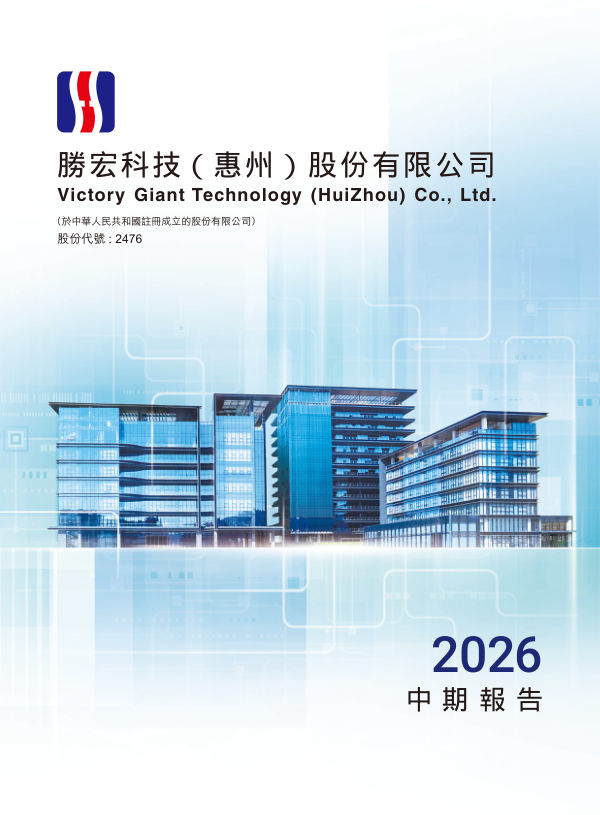 勝宏科技（惠州）股份有限公司
Victory Giant Technology (HuiZhou) Co., Ltd.
（於中華人民共和國註冊成立的股份有限公司）
股份代號 : 2476
2026
中期報告